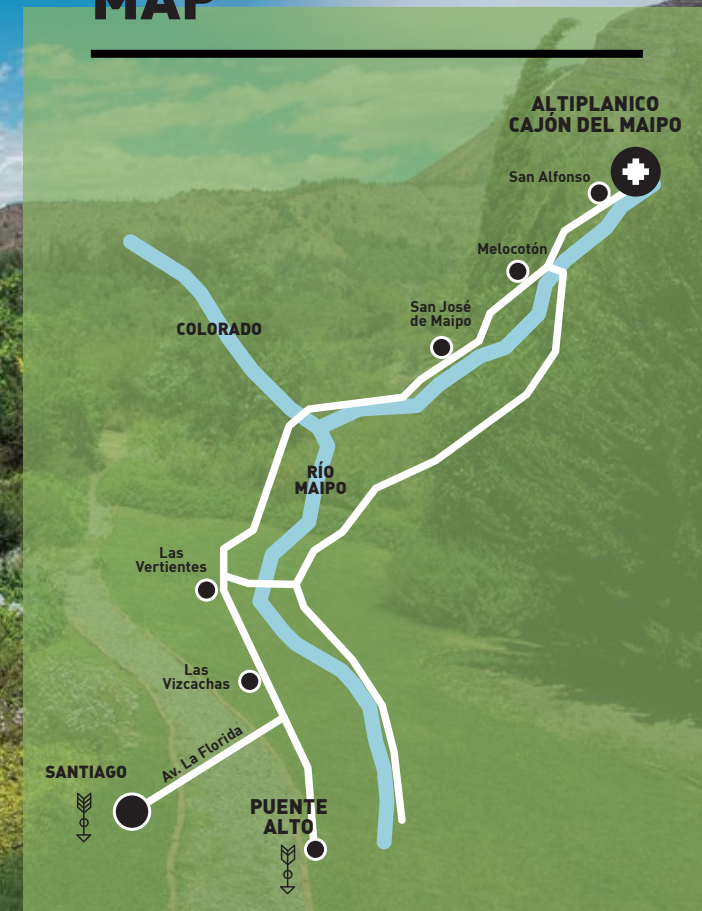 MAP
ALTIPLANICO
CAJÓN DEL MAIPO
San Alfonso
Melocotón
San José
de Maipo
COLORADO
RÍO
MAIPO
Las
Vertientes
Las
Vizcachas
Av. La Florida
SANTIAGO
PUENTE
ALTO